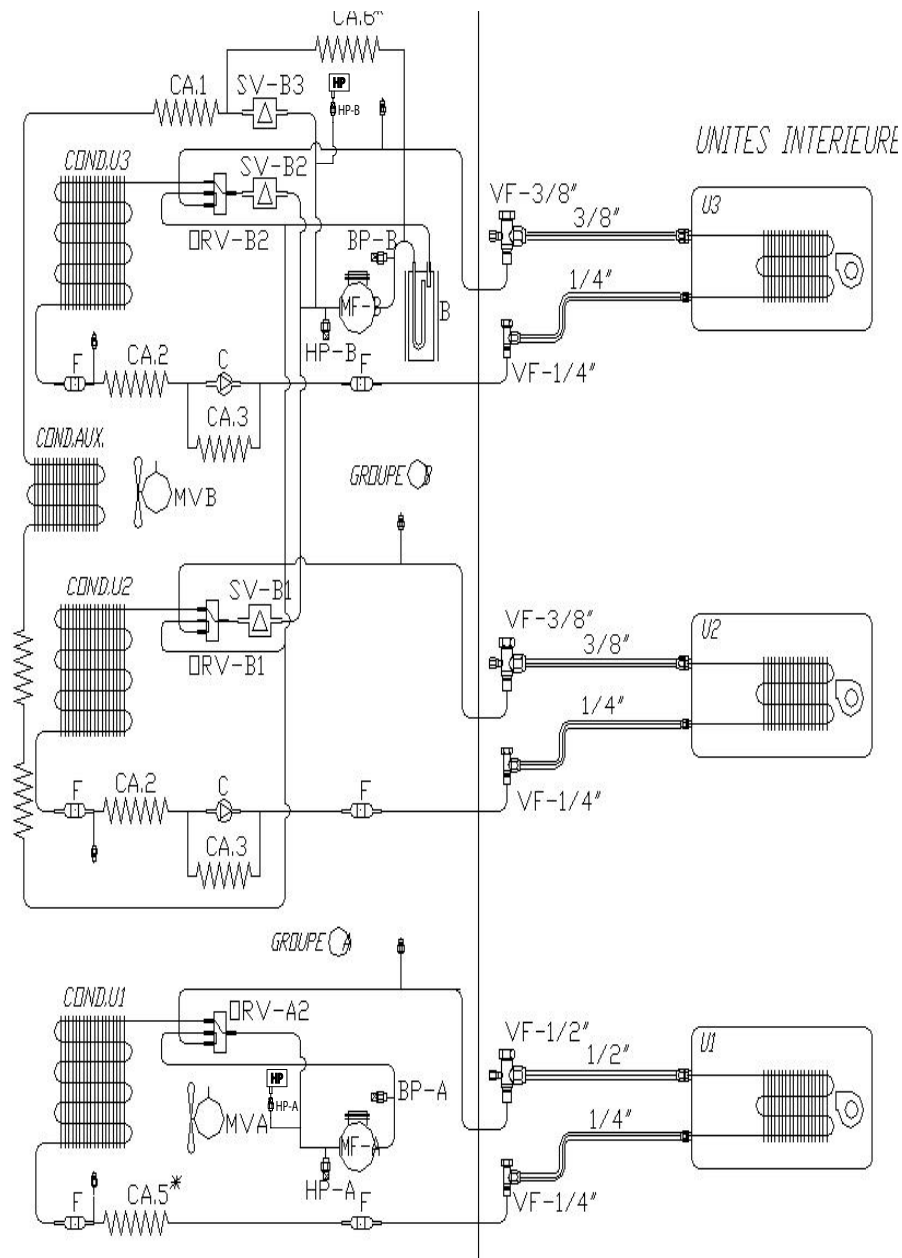 CA.6*
CA.1
SV-B3
HP
HP-B
UNITES INTERIEURE
COND.U3
SV-B2
VF-3/8"
3/8"
U3
ORV-B2
BP-B
1/4"
MF-B
B
HP-B
VF-1/4"
F
CA.2
C
F
CA.3
COND.AUX.
MVB
GROUPE B
COND.U2
SV-B1
VF-3/8"
3/8"
U2
ORV-B1
1/4"
F
CA.2
C
F
VF-1/4"
CA.3
GROUPE A
COND.U1
ORV-A2
VF-1/2"
1/2"
U1
HP
HP-A
BP-A
MVA
1/4"
MF-A
HP-A
F
CA.5*
F
VF-1/4"